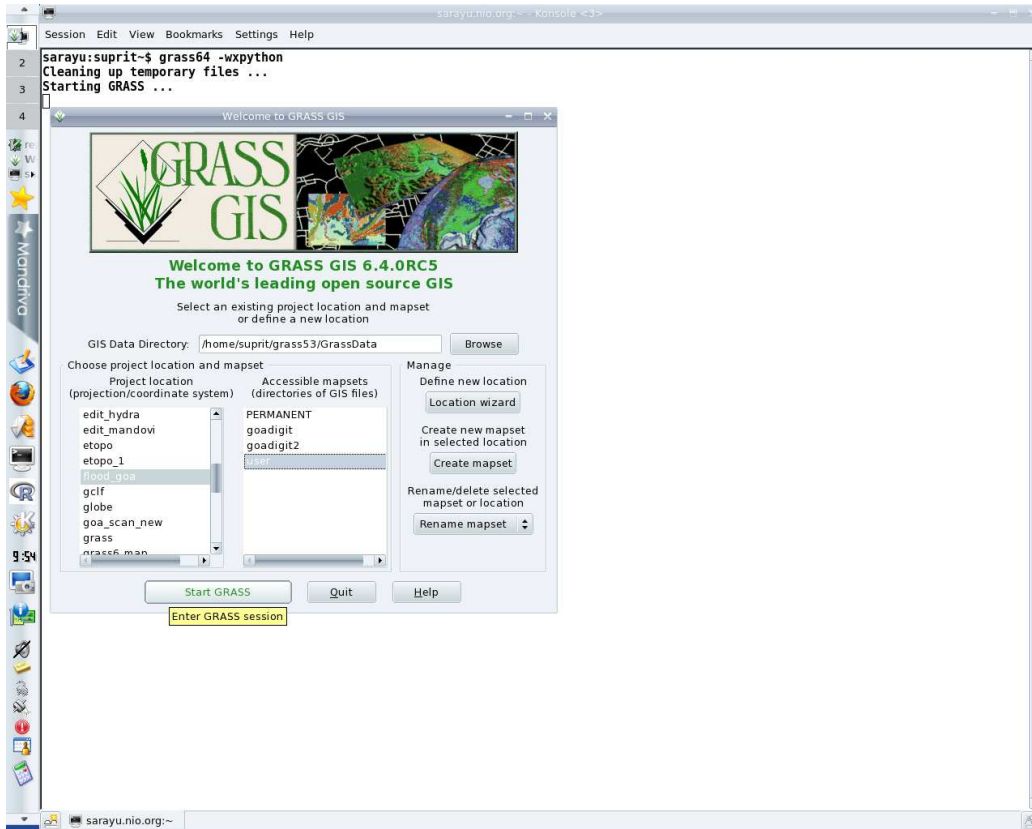 sarayu.nio.org:~ - Konsole <3>
Session Edit View Bookmarks Settings Help
2
3
4
sarayu:suprit~$ grass64 -wxpython
Cleaning up temporary files ...
Starting GRASS ...
Welcome to GRASS GIS
GRASS
GIS
Welcome to GRASS GIS 6.4.0RC5
The world's leading open source GIS
Select an existing project location and mapset
or define a new location
GIS Data Directory: /home/suprit/grass53/GrassData Browse
Choose project location and mapset
Project location
(projection/coordinate system)
edit_hydra
edit_mandovi
etopo
etopo_1
flood_goa
gclf
globe
goa_scan_new
grass
grass6_map
Accessible mapsets
(directories of GIS files)
PERMANENT
goadigit
goadigit2
user
Manage
Define new location
Location wizard
Create new mapset
in selected location
Create mapset
Rename/delete selected
mapset or location
Rename mapset
Start GRASS Quit Help
Enter GRASS session
re
W
s
Mandriva
R
9:54
sarayu.nio.org:~